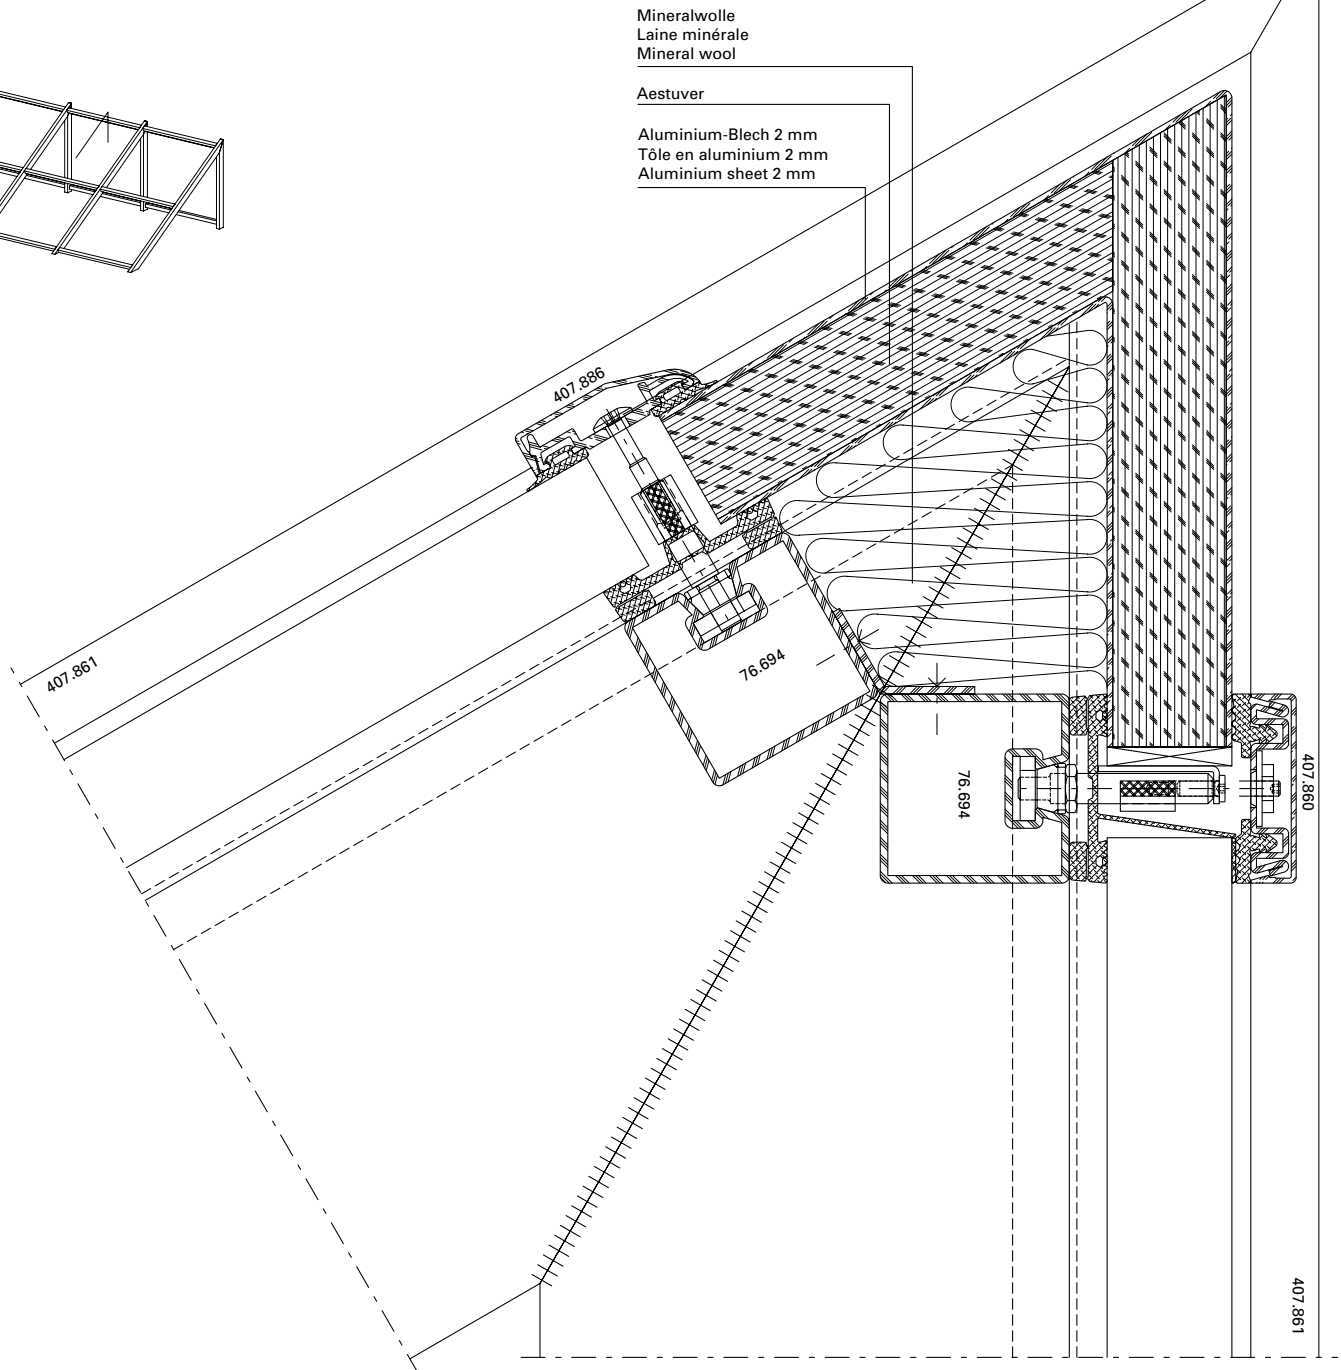 Mineralwolle
Laine minérale
Mineral wool
Aestuver
Aluminium-Blech 2 mm
Tôle en aluminium 2 mm
Aluminium sheet 2 mm
407.886
407.861
76.694
76.694
407.860
407.861